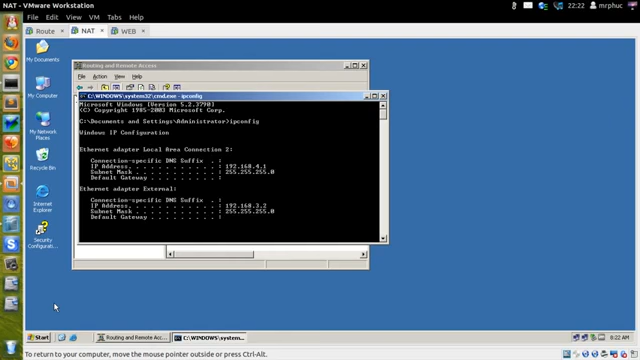 NAT - VMware Workstation
22:22
mrphuc
File Edit View VM Tabs Help
Route
NAT
WEB
My Documents
My Computer
My Network
Places
Recycle Bin
Internet
Explorer
Security
Configurati...
Routing and Remote Access
File Action View Help
C:\WINDOWS\system32\cmd.exe - ipconfig
Microsoft Windows [Version 5.2.3790]
(C) Copyright 1985-2003 Microsoft Corp.
C:\Documents and Settings\Administrator>ipconfig
Windows IP Configuration
Ethernet adapter Local Area Connection 2:
Connection-specific DNS Suffix . :
IP Address. . . . . . . . . . . . : 192.168.4.1
Subnet Mask . . . . . . . . . . . : 255.255.255.0
Default Gateway . . . . . . . . . :
Ethernet adapter External:
Connection-specific DNS Suffix . :
IP Address. . . . . . . . . . . . : 192.168.3.2
Subnet Mask . . . . . . . . . . . : 255.255.255.0
Default Gateway . . . . . . . . . :
Start
Routing and Remote Acce...
C:\WINDOWS\system...
8:22 AM
To return to your computer, move the mouse pointer outside or press Ctrl-Alt.